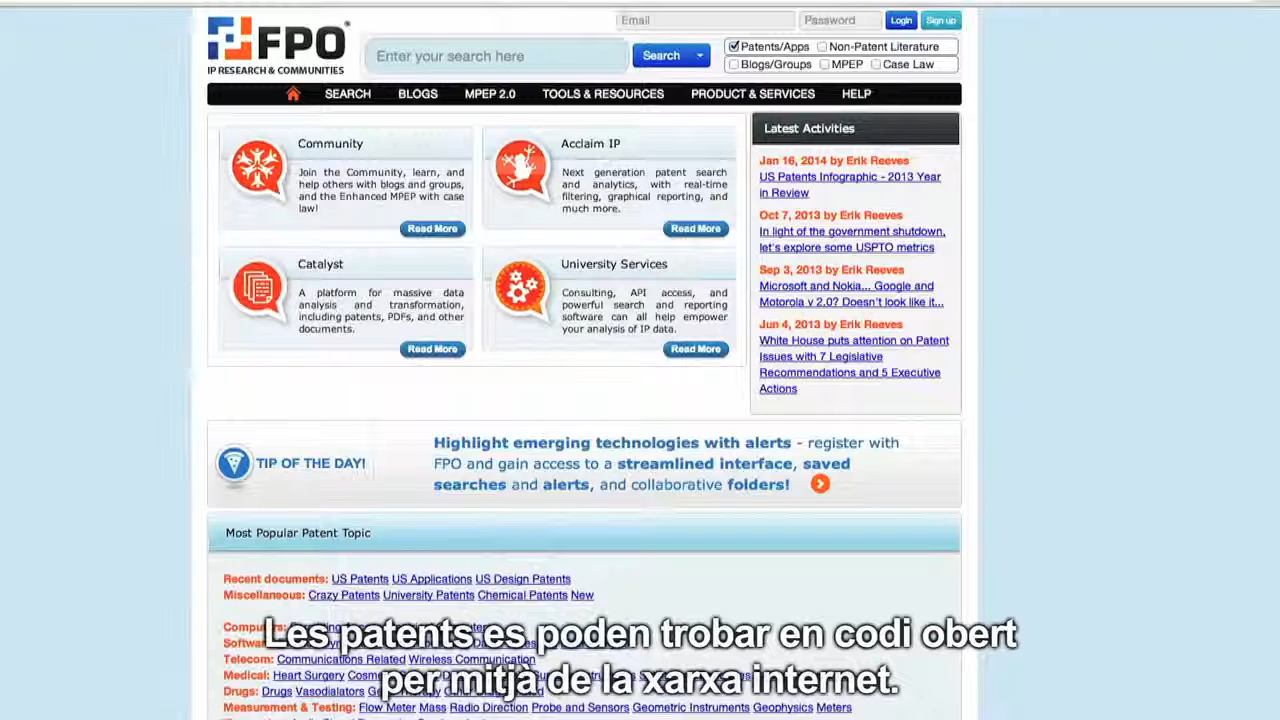 Email
Password
Login
Sign up
FPO®
IP RESEARCH & COMMUNITIES
Enter your search here
Search
Patents/Apps
Non-Patent Literature
Blogs/Groups
MPEP
Case Law
SEARCH
BLOGS
MPEP 2.0
TOOLS & RESOURCES
PRODUCT & SERVICES
HELP
Community
Join the Community, learn, and
help others with blogs and groups,
and the Enhanced MPEP with case
law!
Read More
Acclaim IP
Next generation patent search
and analytics, with real-time
filtering, graphical reporting, and
much more.
Read More
Catalyst
A platform for massive data
analysis and transformation,
including patents, PDFs, and other
documents.
Read More
University Services
Consulting, API access, and
powerful search and reporting
software can all help empower
your analysis of IP data.
Read More
Latest Activities
Jan 16, 2014 by Erik Reeves
US Patents Infographic - 2013 Year
in Review
Oct 7, 2013 by Erik Reeves
In light of the government shutdown,
let's explore some USPTO metrics
Sep 3, 2013 by Erik Reeves
Microsoft and Nokia... Google and
Motorola v 2.0? Doesn't look like it...
Jun 4, 2013 by Erik Reeves
White House puts attention on Patent
Issues with 7 Legislative
Recommendations and 5 Executive
Actions
TIP OF THE DAY!
Highlight emerging technologies with alerts - register with
FPO and gain access to a streamlined interface, saved
searches and alerts, and collaborative folders!
Most Popular Patent Topic
Recent documents: US Patents US Applications US Design Patents
Miscellaneous: Crazy Patents University Patents Chemical Patents New
Telecom: Communications Related Wireless Communication
Medical: Heart Surgery
Drugs: Drugs Vasodialators
Measurement & Testing: Flow Meter Mass Radio Direction Probe and Sensors Geometric Instruments Geophysics Meters
Les patents es poden trobar en codi obert
per mitjà de la xarxa internet.